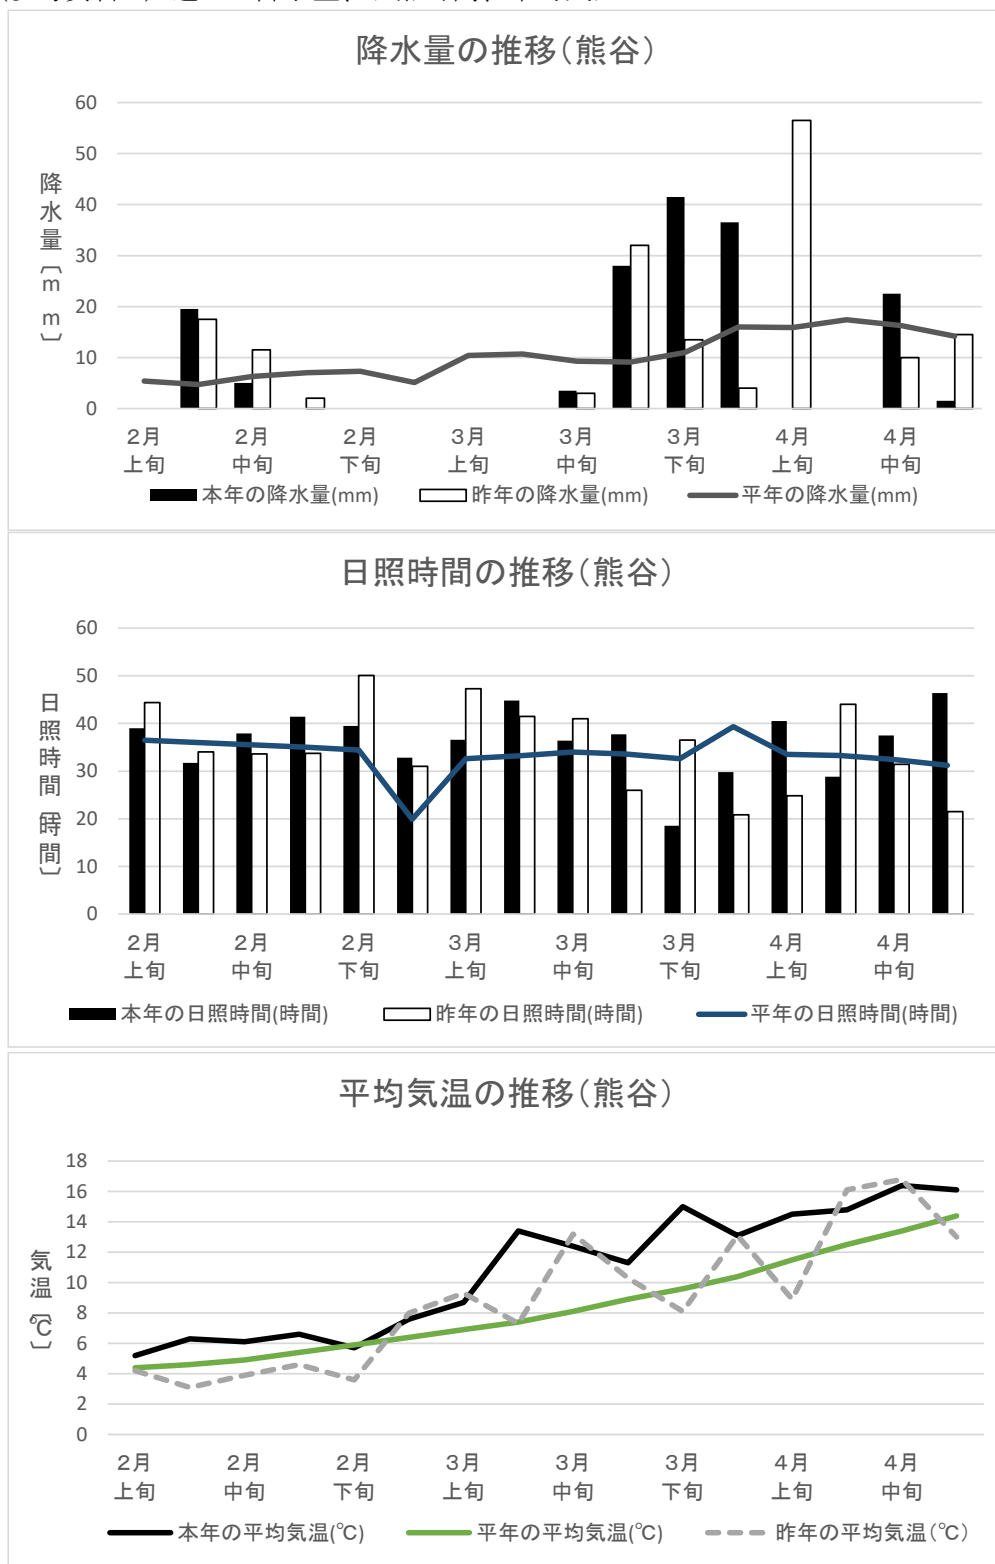 降水量の推移(熊谷)
60
50
40
30
20
10
0
降水量〔mm〕
2月上旬
2月中旬
2月下旬
3月上旬
3月中旬
3月下旬
4月上旬
4月中旬
本年の降水量(mm)
昨年の降水量(mm)
平年の降水量(mm)
日照時間の推移(熊谷)
60
50
40
30
20
10
0
日照時間〔時間〕
2月上旬
2月中旬
2月下旬
3月上旬
3月中旬
3月下旬
4月上旬
4月中旬
本年の日照時間(時間)
昨年の日照時間(時間)
平年の日照時間(時間)
平均気温の推移(熊谷)
18
16
14
12
10
8
6
4
2
0
気温〔℃〕
2月上旬
2月中旬
2月下旬
3月上旬
3月中旬
3月下旬
4月上旬
4月中旬
本年の平均気温(℃)
平年の平均気温(℃)
昨年の平均気温(℃)